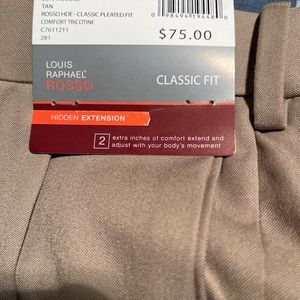 TAN
ROSSO HDE - CLASSIC PLEATED FIT
COMFORT TRICOTINE
C7611211
281
$75.00
LOUIS
RAPHAEL
ROSSO
CLASSIC FIT
HIDDEN EXTENSION
2 extra inches of comfort extend and
adjust with your body's movement